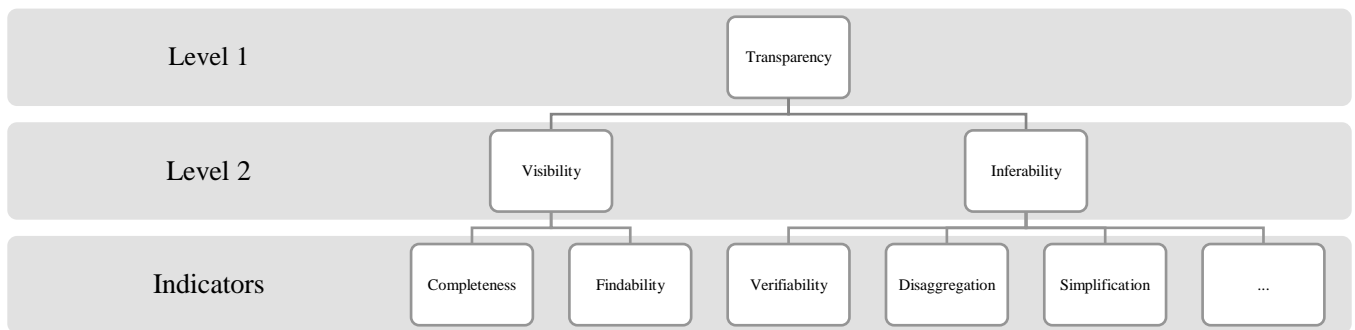 Level 1
Transparency
Level 2
Visibility
Inferability
Indicators
Completeness
Findability
Verifiability
Disaggregation
Simplification
...